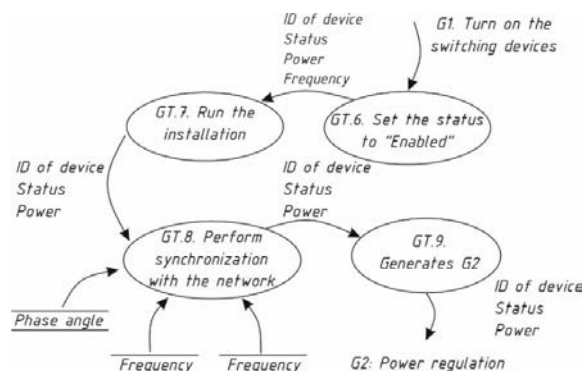 ID of device
Status
Power
Frequency
G1. Turn on the
switching devices
GT.7. Run the
installation
GT.6. Set the status
to "Enabled"
ID of device
Status
Power
ID of device
Status
Power
GT.8. Perform
synchronization
with the network
GT.9.
Generates G2
Phase angle
ID of device
Status
Power
Frequency
Frequency
G2: Power regulation